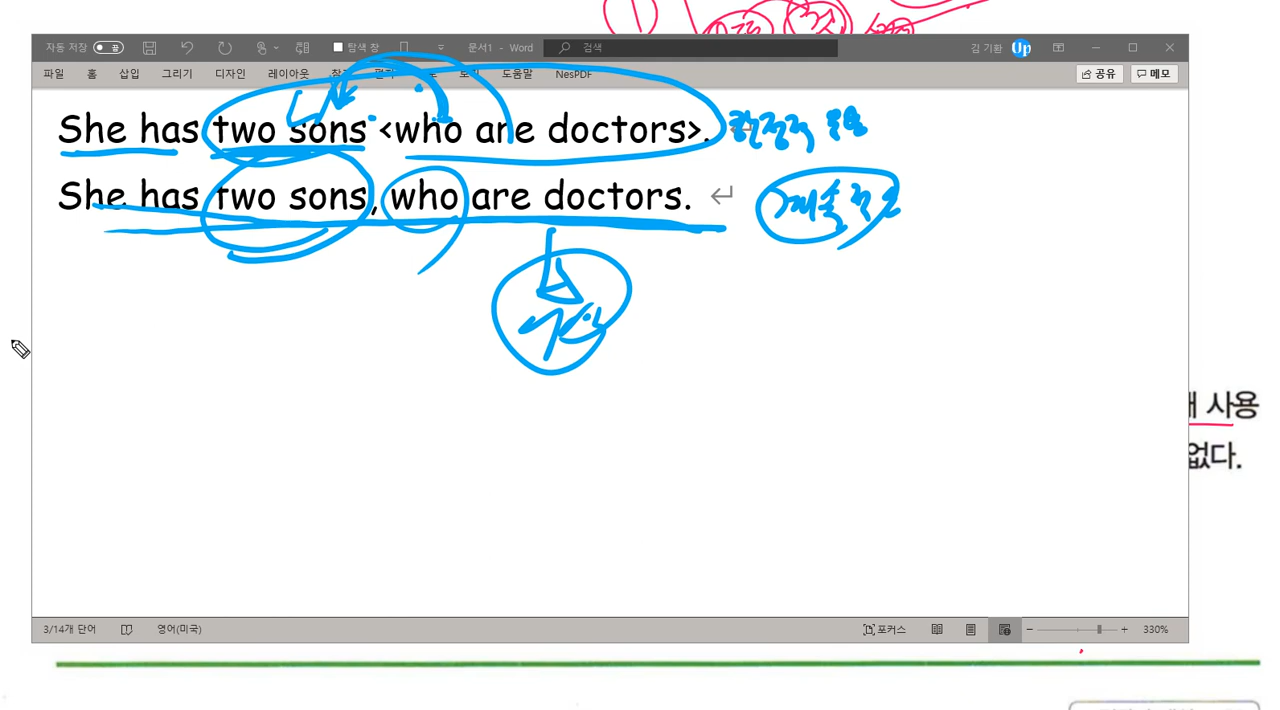 자동 저장 끔 탐색 창 문서1 - Word 검색 김 기환
파일 홈 삽입 그리기 디자인 레이아웃 도움말 NesPDF 공유 메모
She has two sons <who are doctors>. 한정적 용법
She has two sons, who are doctors. 계속적
사용
없다.
3/14개 단어 영어(미국) 포커스 330%